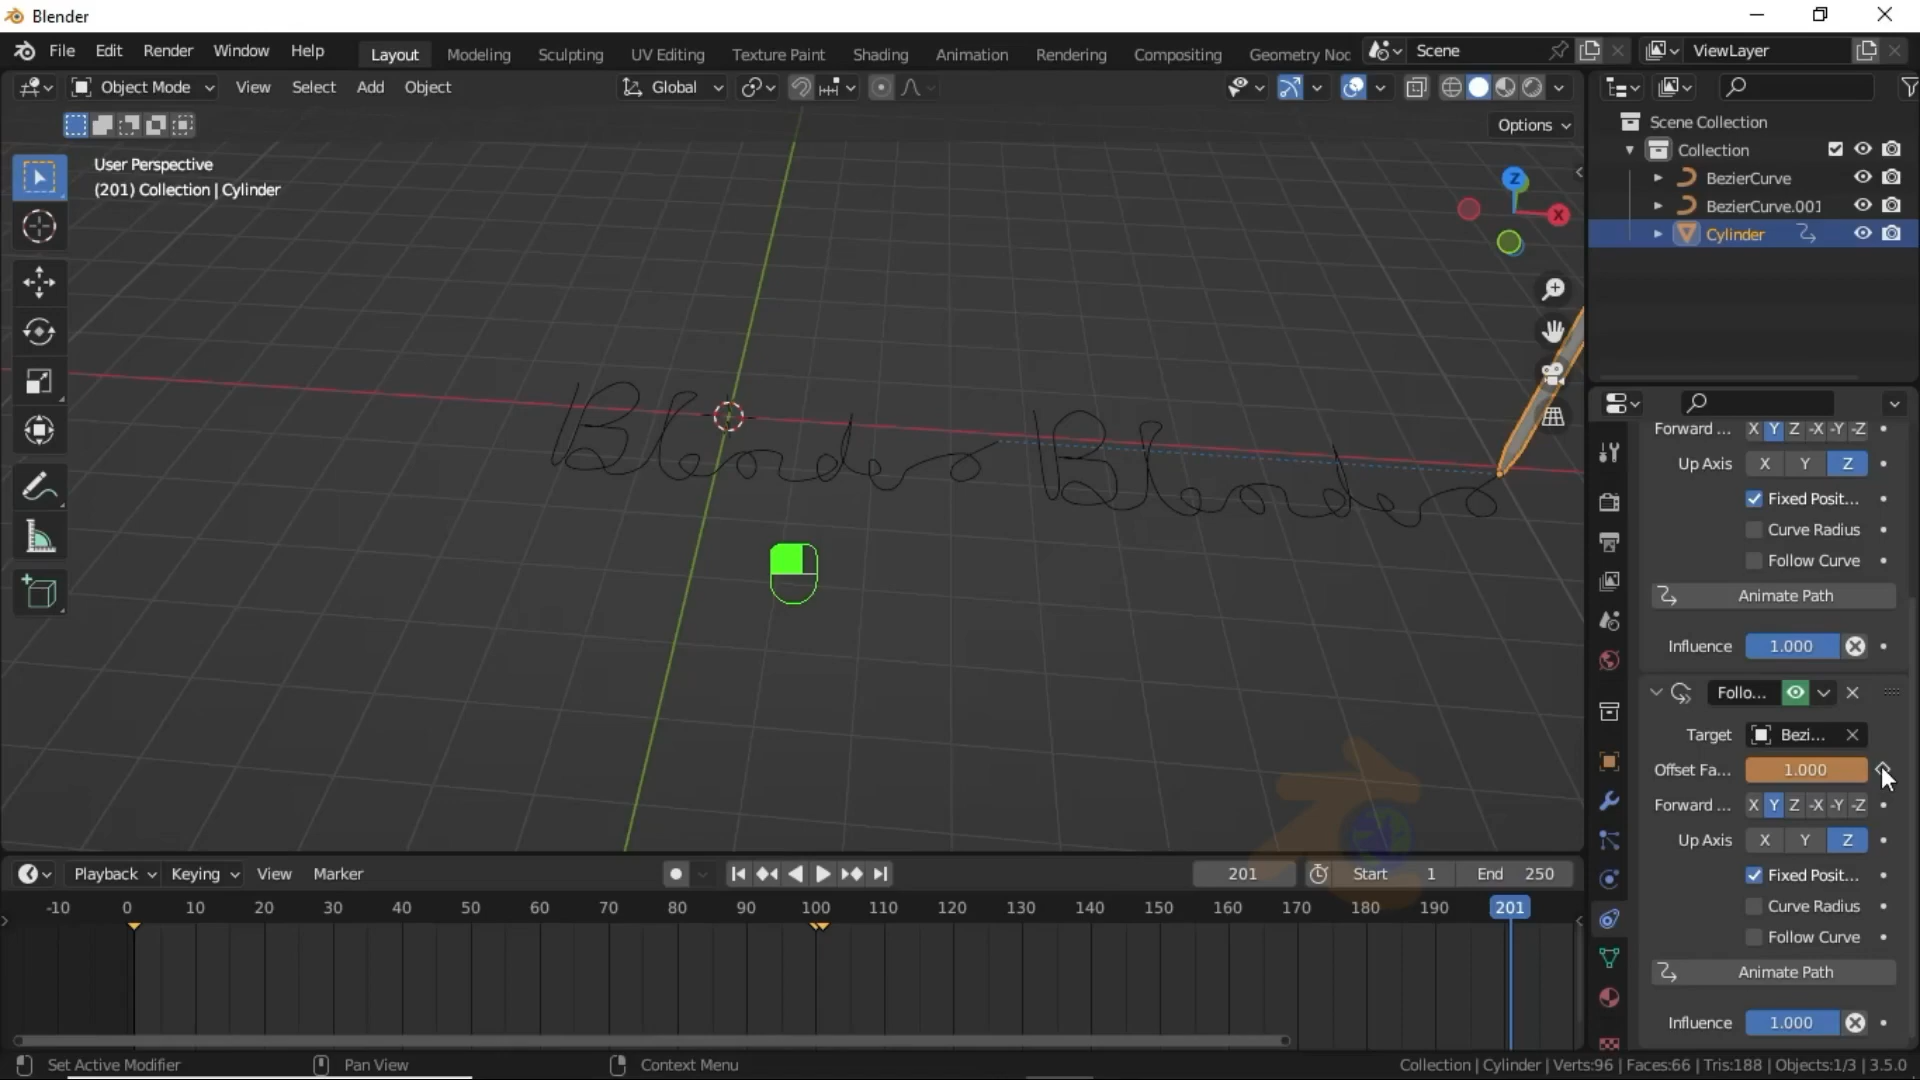 Blender
File Edit Render Window Help Layout Modeling Sculpting UV Editing Texture Paint Shading Animation Rendering Compositing Geometry Noc Scene ViewLayer
Object Mode View Select Add Object Global
Options
User Perspective
(201) Collection | Cylinder
Z
X
Scene Collection
Collection
BezierCurve
BezierCurve.001
Cylinder
Blender Blender
Forward ... X Y Z -X -Y -Z
Up Axis X Y Z
Fixed Posit...
Curve Radius
Follow Curve
Animate Path
Influence 1.000
Follo...
Target Bezi...
Offset Fa... 1.000
Forward ... X Y Z -X -Y -Z
Up Axis X Y Z
Fixed Posit...
Curve Radius
Follow Curve
Animate Path
Influence 1.000
Playback Keying View Marker 201 Start 1 End 250
-10 0 10 20 30 40 50 60 70 80 90 100 110 120 130 140 150 160 170 180 190 201
Set Active Modifier Pan View Context Menu Collection | Cylinder | Verts:96 | Faces:66 | Tris:188 | Objects:1/3 | 3.5.0